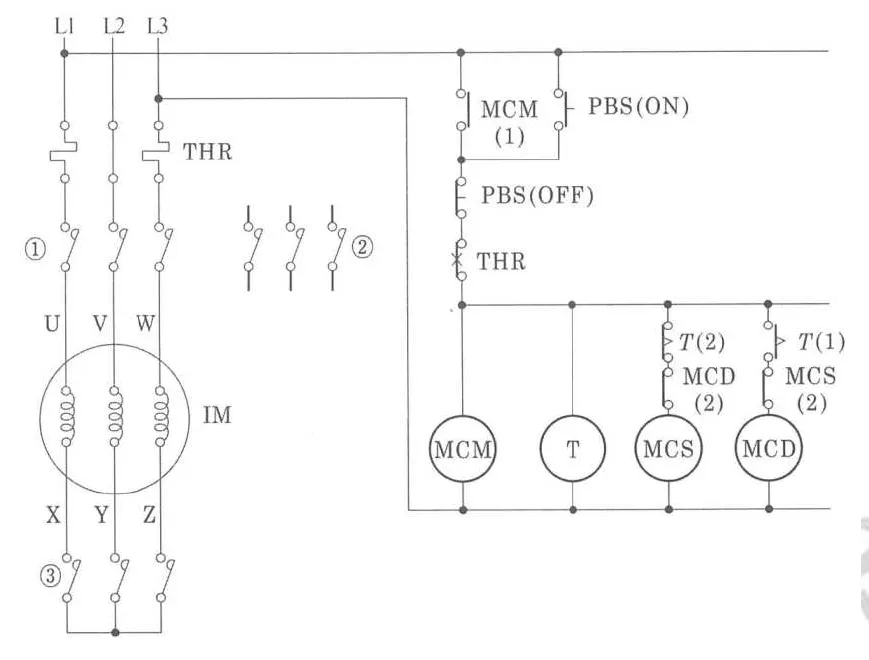 L1 L2 L3
MCM
(1)
PBS(ON)
THR
PBS(OFF)
① ②
THR
U V W
T(2)
T(1)
MCD
(2)
MCS
(2)
IM
MCM T MCS MCD
X Y Z
③